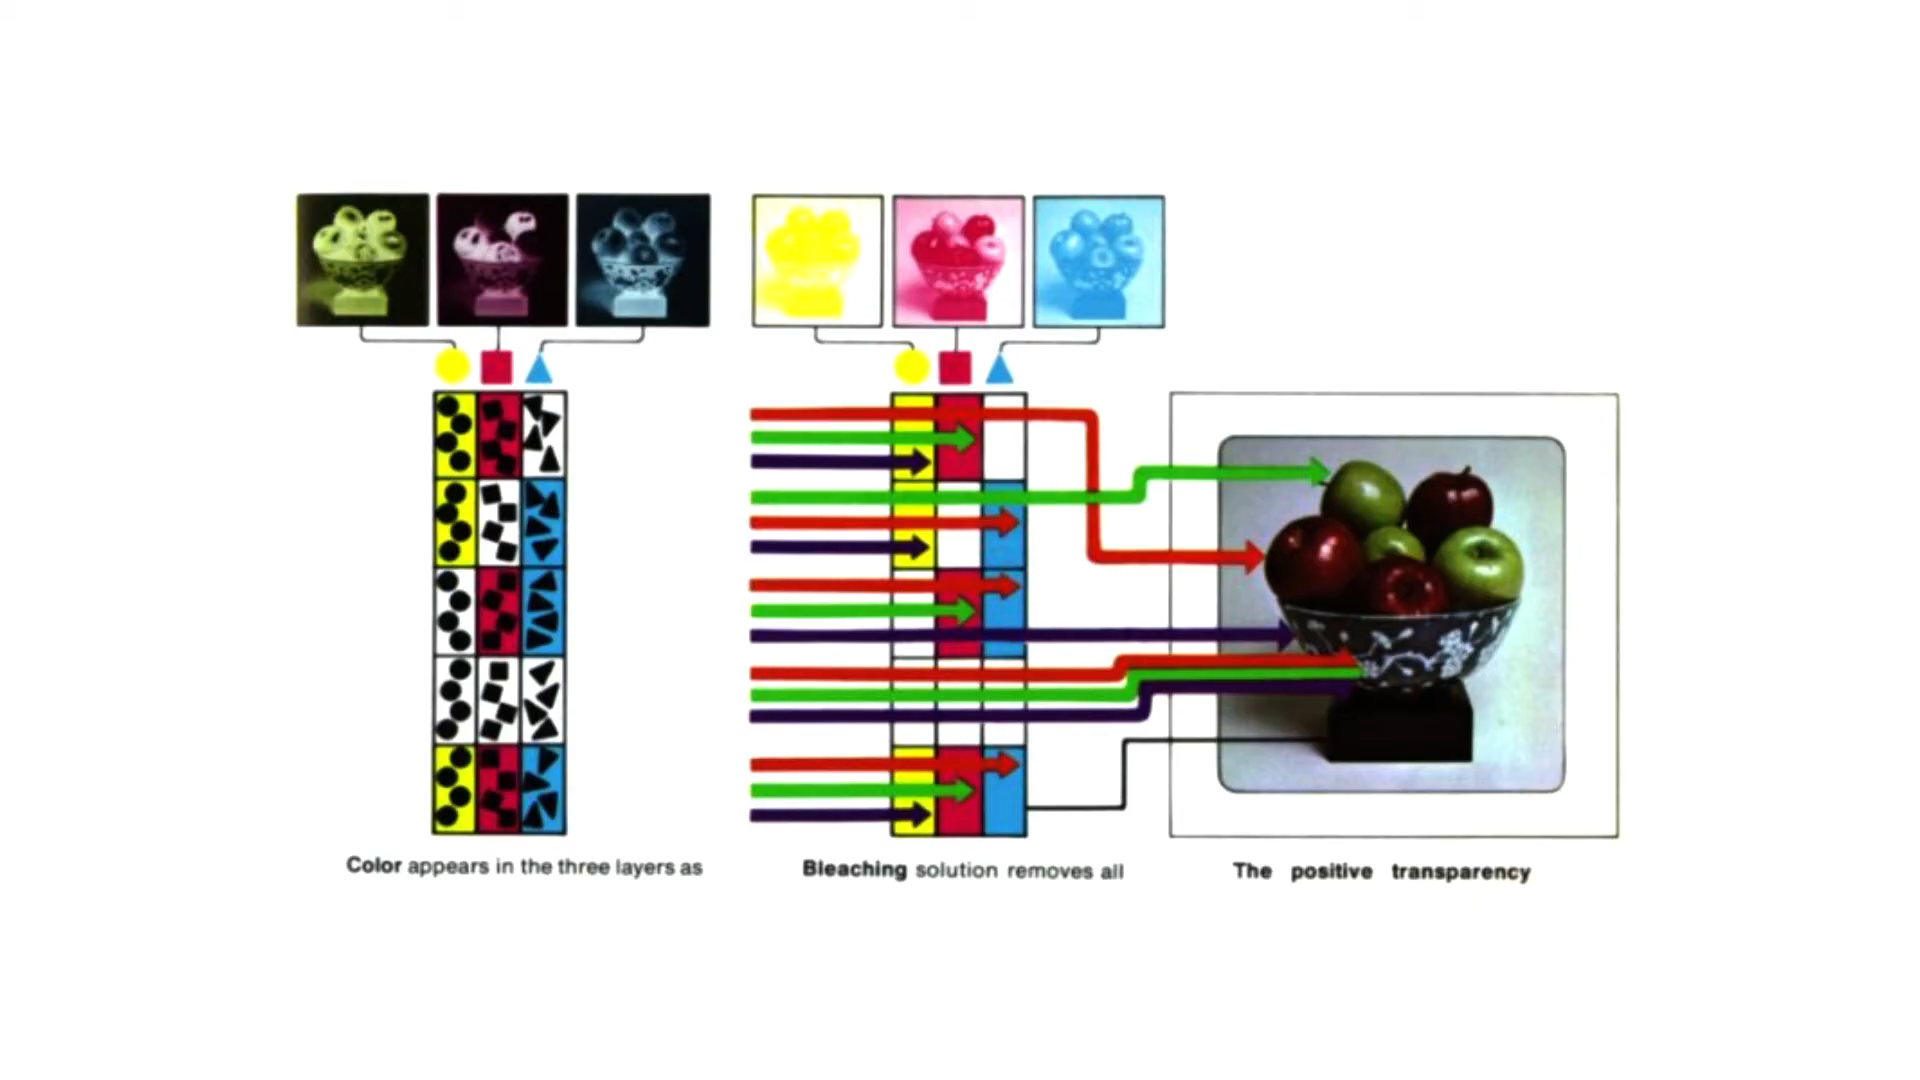 Color appears in the three layers as
Bleaching solution removes all
The positive transparency